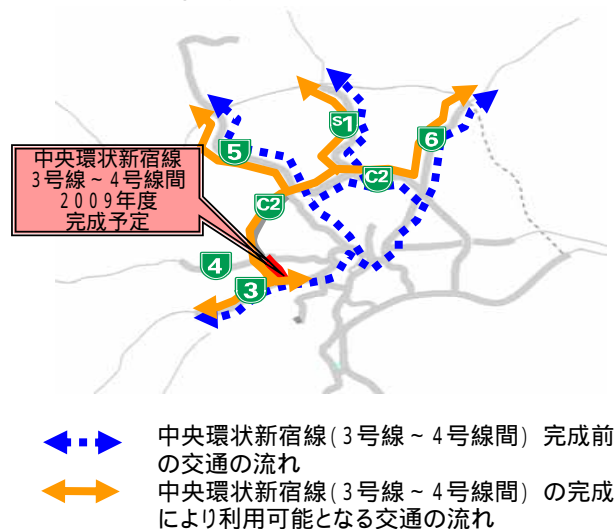 S1
6
5
C2
中央環状新宿線
3号線~4号線間
2009年度
完成予定
C2
4
3
中央環状新宿線(3号線~4号線間) 完成前
の交通の流れ
中央環状新宿線(3号線~4号線間) の完成
により利用可能となる交通の流れ